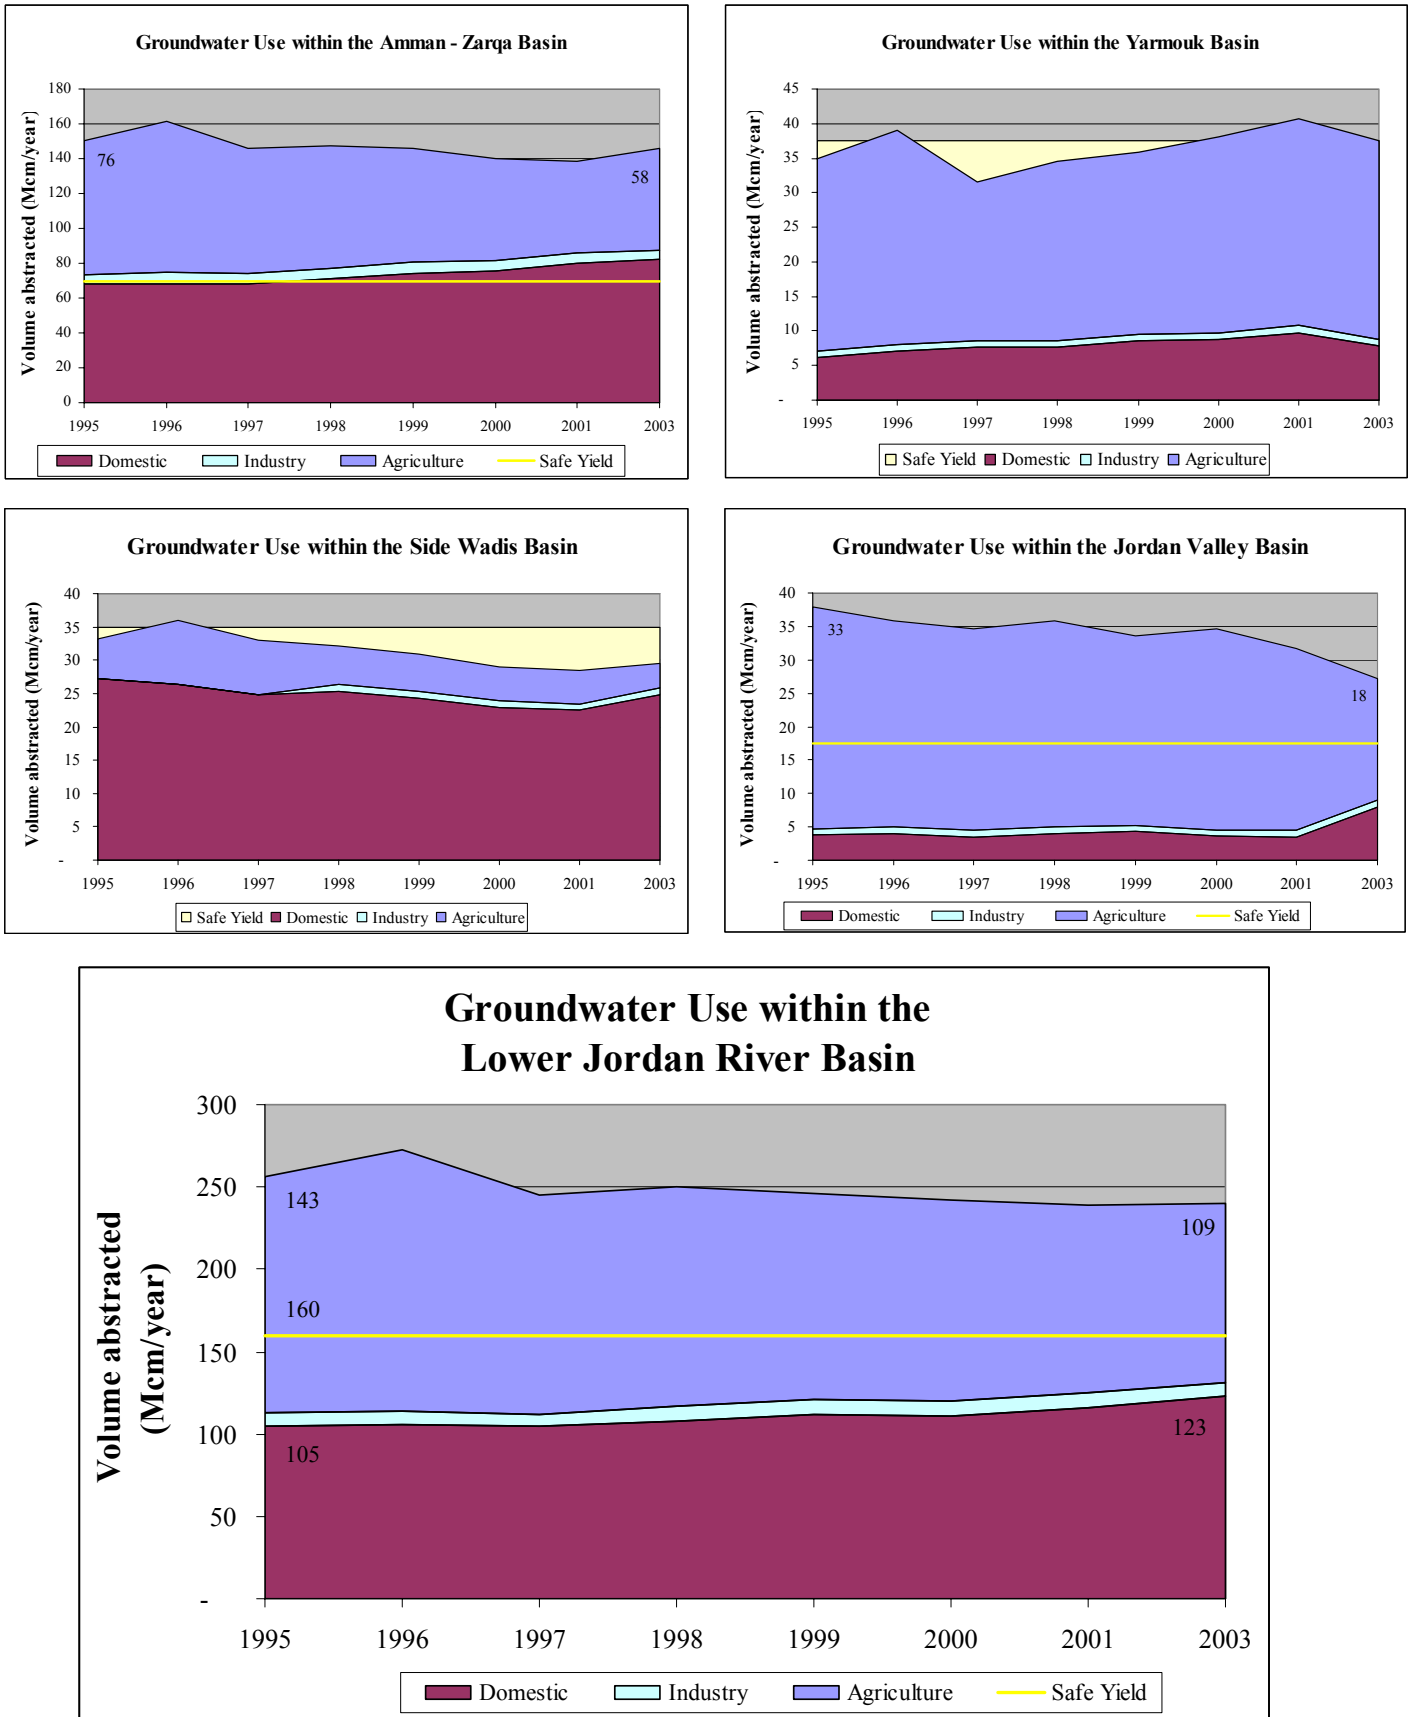 Groundwater Use within the Amman - Zarqa Basin
Volume abstracted (Mcm/year)
180
160
140
120
100
80
60
40
20
0
76
58
1995 1996 1997 1998 1999 2000 2001 2003
Domestic Industry Agriculture Safe Yield
Groundwater Use within the Yarmouk Basin
Volume abstracted (Mcm/year)
45
40
35
30
25
20
15
10
5
-
1995 1996 1997 1998 1999 2000 2001 2003
Safe Yield Domestic Industry Agriculture
Groundwater Use within the Side Wadis Basin
Volume abstracted (Mcm/year)
40
35
30
25
20
15
10
5
-
1995 1996 1997 1998 1999 2000 2001 2003
Safe Yield Domestic Industry Agriculture
Groundwater Use within the Jordan Valley Basin
Volume abstracted (Mcm/year)
40
35
30
25
20
15
10
5
-
33
18
1995 1996 1997 1998 1999 2000 2001 2003
Domestic Industry Agriculture Safe Yield
Groundwater Use within the
Lower Jordan River Basin
Volume abstracted
(Mcm/year)
300
250
200
150
100
50
-
143
109
160
105
123
1995 1996 1997 1998 1999 2000 2001 2003
Domestic Industry Agriculture Safe Yield